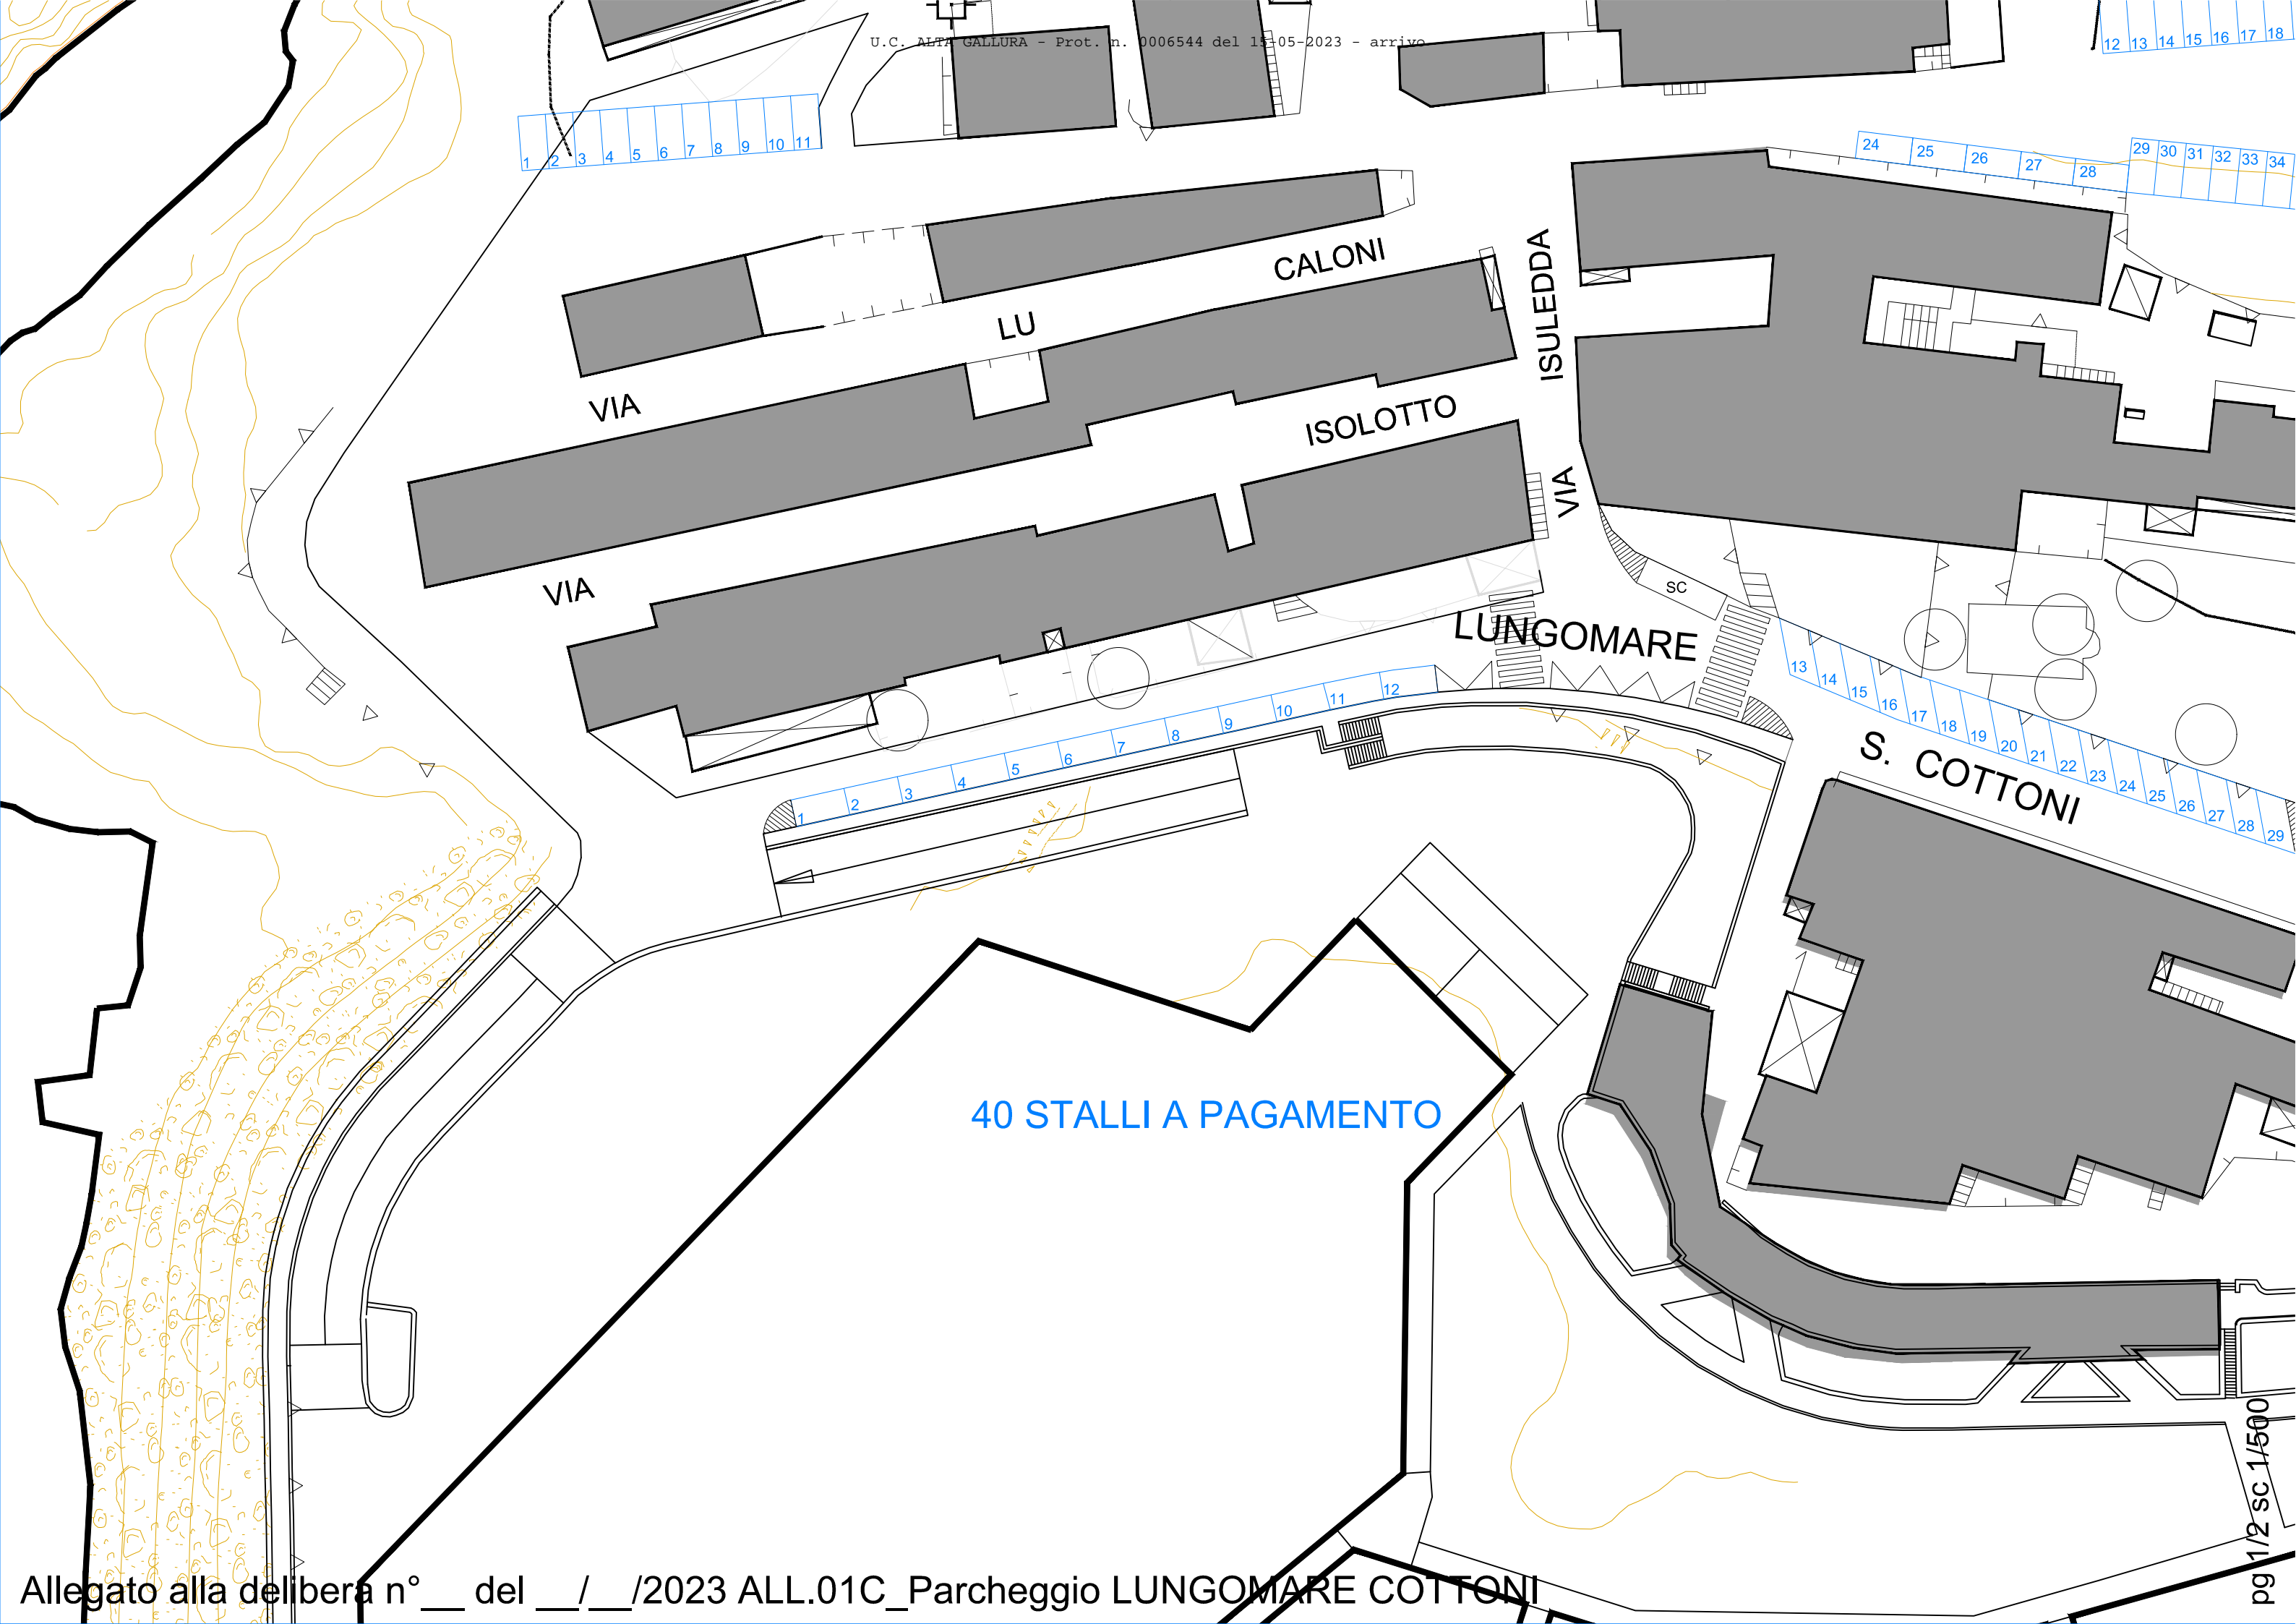 U.C. ALTA GALLURA - Prot. n. 0006544 del 15-05-2023 - arrivo
12 13 14 15 16 17 18
1 2 3 4 5 6 7 8 9 10 11
24 25 26 27 28
29 30 31 32 33 34
VIA LU CALONI
VIA ISOLOTTO
VIA ISULEDDA
SC
LUNGOMARE S. COTTONI
1 2 3 4 5 6 7 8 9 10 11 12
13 14 15 16 17 18 19 20 21 22 23 24 25 26 27 28 29
40 STALLI A PAGAMENTO
pg 1/2 sc 1/500
Allegato alla delibera n°__ del __/__/2023 ALL.01C_Parcheggio LUNGOMARE COTTONI